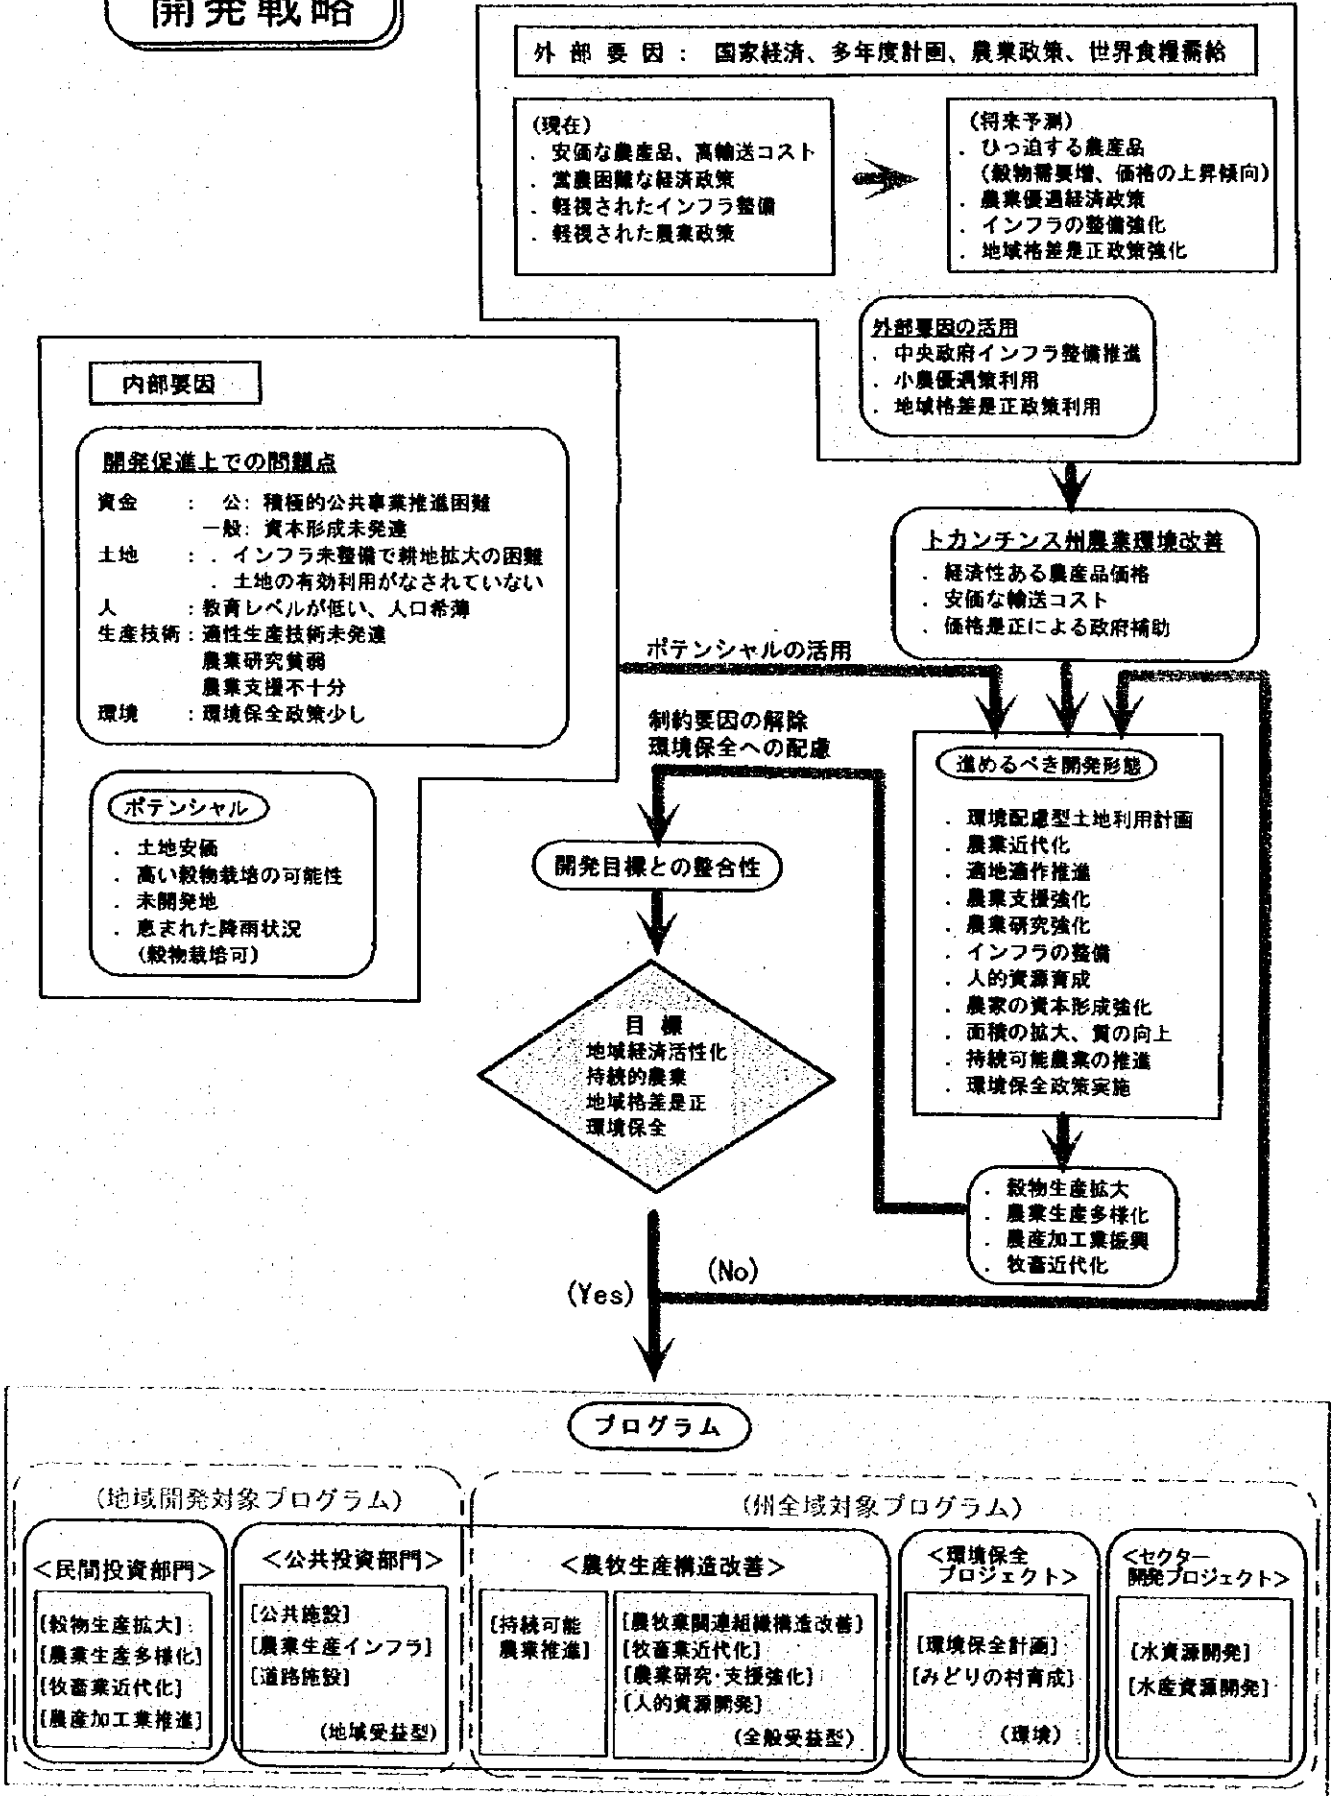 開発戦略
外部要因： 国家経済、多年度計画、農業政策、世界食糧需給
(現在)
. 安価な農産品、高輸送コスト
. 営農困難な経済政策
. 軽視されたインフラ整備
. 軽視された農業政策
(将来予測)
. ひっ迫する農産品
(穀物需要増、価格の上昇傾向)
. 農業優遇経済政策
. インフラの整備強化
. 地域格差是正政策強化
外部要因の活用
. 中央政府インフラ整備推進
. 小農優遇策利用
. 地域格差是正政策利用
内部要因
開発促進上での問題点
資金 ： 公：積極的公共事業推進困難
一般：資本形成未発達
土地 ：. インフラ未整備で耕地拡大の困難
. 土地の有効利用がなされていない
人 ：教育レベルが低い、人口希薄
生産技術：適性生産技術未発達
農業研究貧弱
農業支援不十分
環境 ：環境保全政策少し
ポテンシャル
. 土地安価
. 高い穀物栽培の可能性
. 未開発地
. 恵まれた降雨状況
(穀物栽培可)
トカンチンス州農業環境改善
. 経済性ある農産品価格
. 安価な輸送コスト
. 価格是正による政府補助
ポテンシャルの活用
制約要因の解除
環境保全への配慮
開発目標との整合性
進めるべき開発形態
. 環境配慮型土地利用計画
. 農業近代化
. 適地適作推進
. 農業支援強化
. 農業研究強化
. インフラの整備
. 人的資源育成
. 農家の資本形成強化
. 面積の拡大、質の向上
. 持続可能農業の推進
. 環境保全政策実施
目標
地域経済活性化
持続的農業
地域格差是正
環境保全
. 穀物生産拡大
. 農業生産多様化
. 農産加工業振興
. 牧畜近代化
(No)
(Yes)
プログラム
(地域開発対象プログラム)
(州全域対象プログラム)
＜民間投資部門＞
[穀物生産拡大]
[農業生産多様化]
[牧畜業近代化]
[農産加工業推進]
＜公共投資部門＞
[公共施設]
[農業生産インフラ]
[道路施設]
(地域受益型)
＜農牧生産構造改善＞
[持続可能
農業推進]
[農牧業関連組織構造改善]
[牧畜業近代化]
[農業研究・支援強化]
[人的資源開発]
(全般受益型)
＜環境保全
プロジェクト＞
[環境保全計画]
[みどりの村育成]
(環境)
＜セクター
開発プロジェクト＞
[水資源開発]
[水産資源開発]